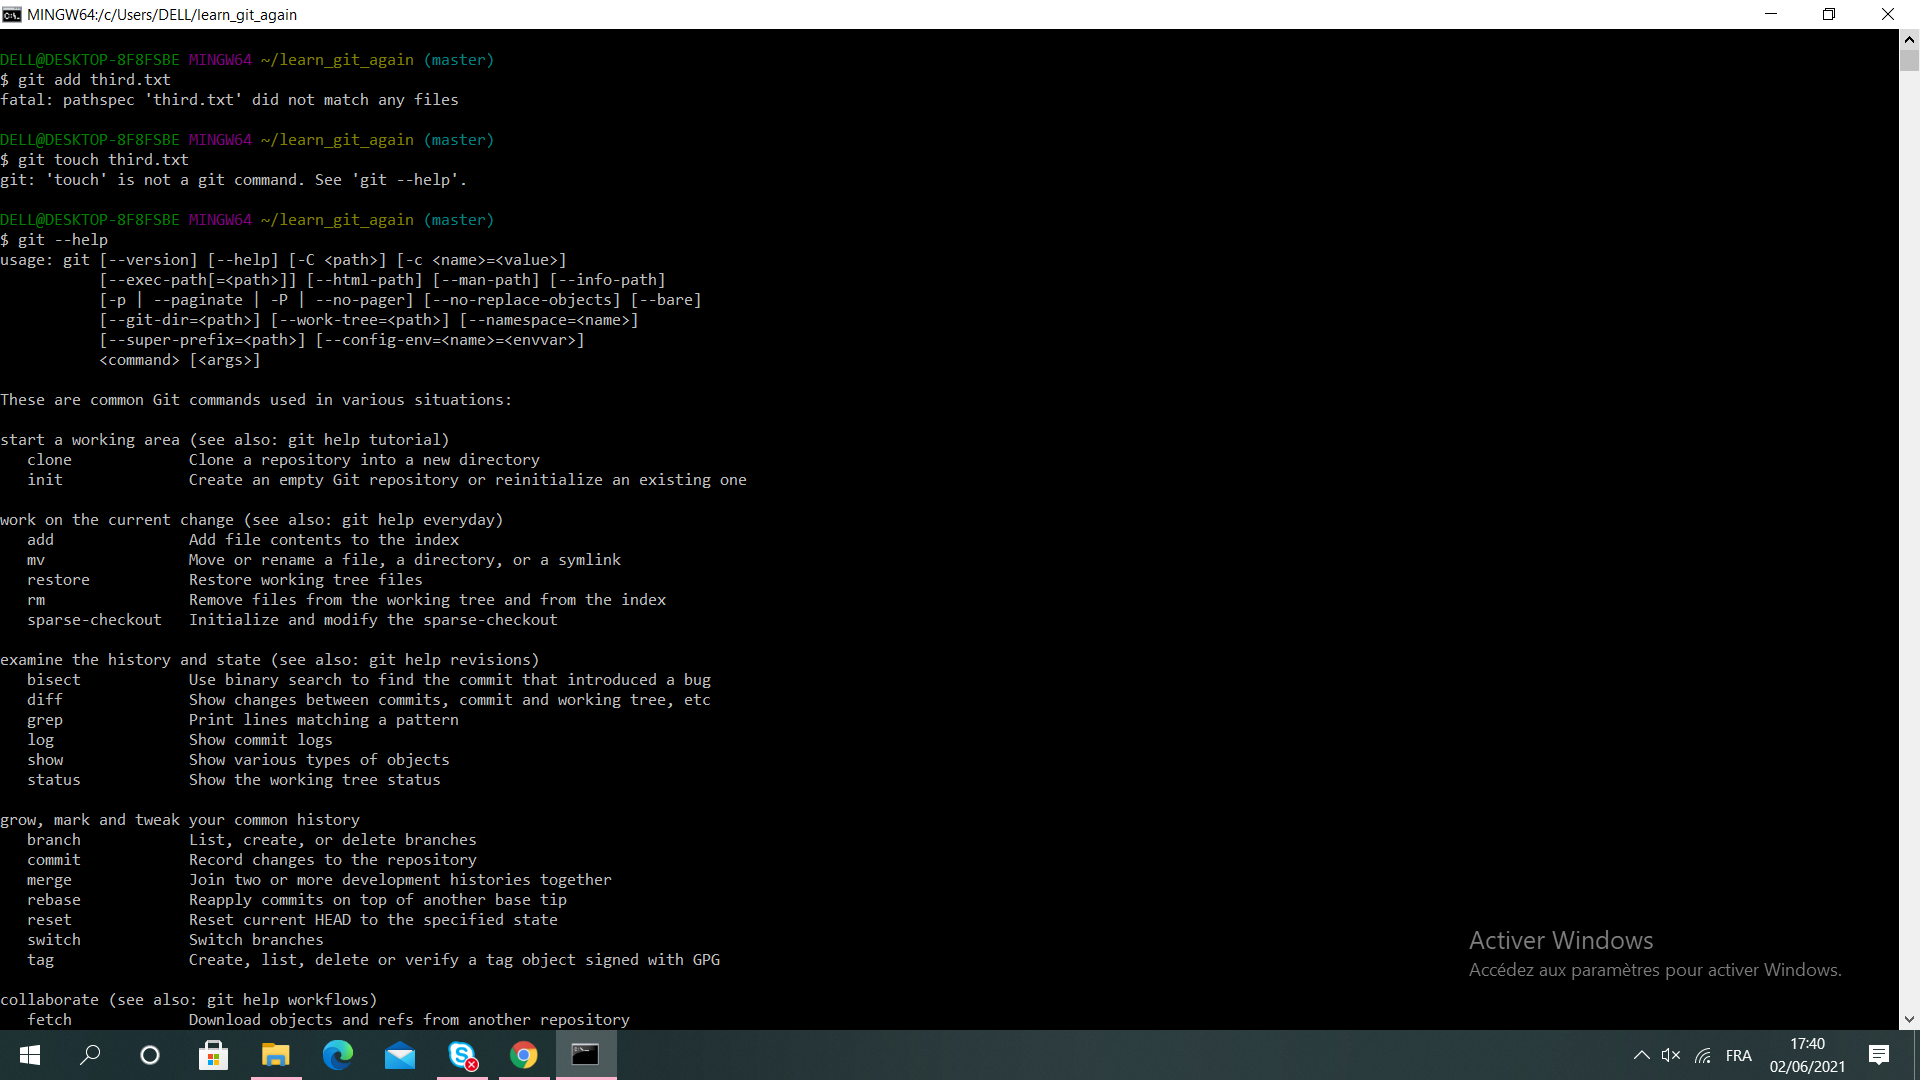 MINGW64:/c/Users/DELL/learn_git_again
DELL@DESKTOP-8F8FSBE MINGW64 ~/learn_git_again (master)
$ git add third.txt
fatal: pathspec 'third.txt' did not match any files
DELL@DESKTOP-8F8FSBE MINGW64 ~/learn_git_again (master)
$ git touch third.txt
git: 'touch' is not a git command. See 'git --help'.
DELL@DESKTOP-8F8FSBE MINGW64 ~/learn_git_again (master)
$ git --help
usage: git [--version] [--help] [-C <path>] [-c <name>=<value>]
           [--exec-path[=<path>]] [--html-path] [--man-path] [--info-path]
           [-p | --paginate | -P | --no-pager] [--no-replace-objects] [--bare]
           [--git-dir=<path>] [--work-tree=<path>] [--namespace=<name>]
           [--super-prefix=<path>] [--config-env=<name>=<envvar>]
           <command> [<args>]
These are common Git commands used in various situations:
start a working area (see also: git help tutorial)
   clone             Clone a repository into a new directory
   init              Create an empty Git repository or reinitialize an existing one
work on the current change (see also: git help everyday)
   add               Add file contents to the index
   mv                Move or rename a file, a directory, or a symlink
   restore           Restore working tree files
   rm                Remove files from the working tree and from the index
   sparse-checkout   Initialize and modify the sparse-checkout
examine the history and state (see also: git help revisions)
   bisect            Use binary search to find the commit that introduced a bug
   diff              Show changes between commits, commit and working tree, etc
   grep              Print lines matching a pattern
   log               Show commit logs
   show              Show various types of objects
   status            Show the working tree status
grow, mark and tweak your common history
   branch            List, create, or delete branches
   commit            Record changes to the repository
   merge             Join two or more development histories together
   rebase            Reapply commits on top of another base tip
   reset             Reset current HEAD to the specified state
   switch            Switch branches
   tag               Create, list, delete or verify a tag object signed with GPG
collaborate (see also: git help workflows)
   fetch             Download objects and refs from another repository
Activer Windows
Accédez aux paramètres pour activer Windows.
FRA
17:40
02/06/2021